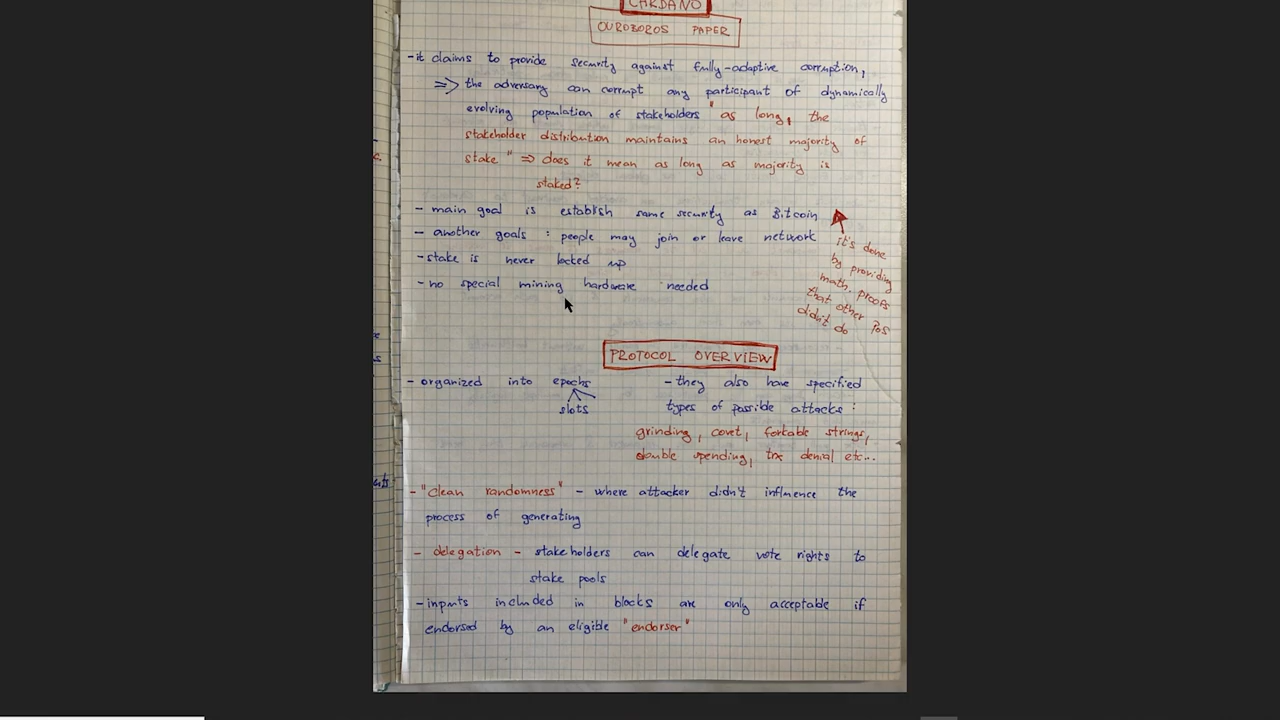 CARDANO
OUROBOROS PAPER
-it claims to provide security against fully-adaptive corruption,
=> the adversary can corrupt any participant of dynamically
evolving population of stakeholders "as long, the
stakeholder distribution maintains an honest majority of
stake" => does it mean as long as majority is
staked?
- main goal is establish same security as Bitcoin
- another goals : people may join or leave network
-stake is never locked up
-no special mining hardware needed
it's done
by providing
math. proofs
that other PoS
didn't do
PROTOCOL OVERVIEW
- organized into epochs
slots
-they also have specified
types of possible attacks :
grinding, covet, forkable strings,
double spending, trx denial etc...
-"clean randomness" - where attacker didn't influence the
process of generating
- delegation - stakeholders can delegate vote rights to
stake pools
-inputs included in blocks are only acceptable if
endorsed by an eligible "endorser"